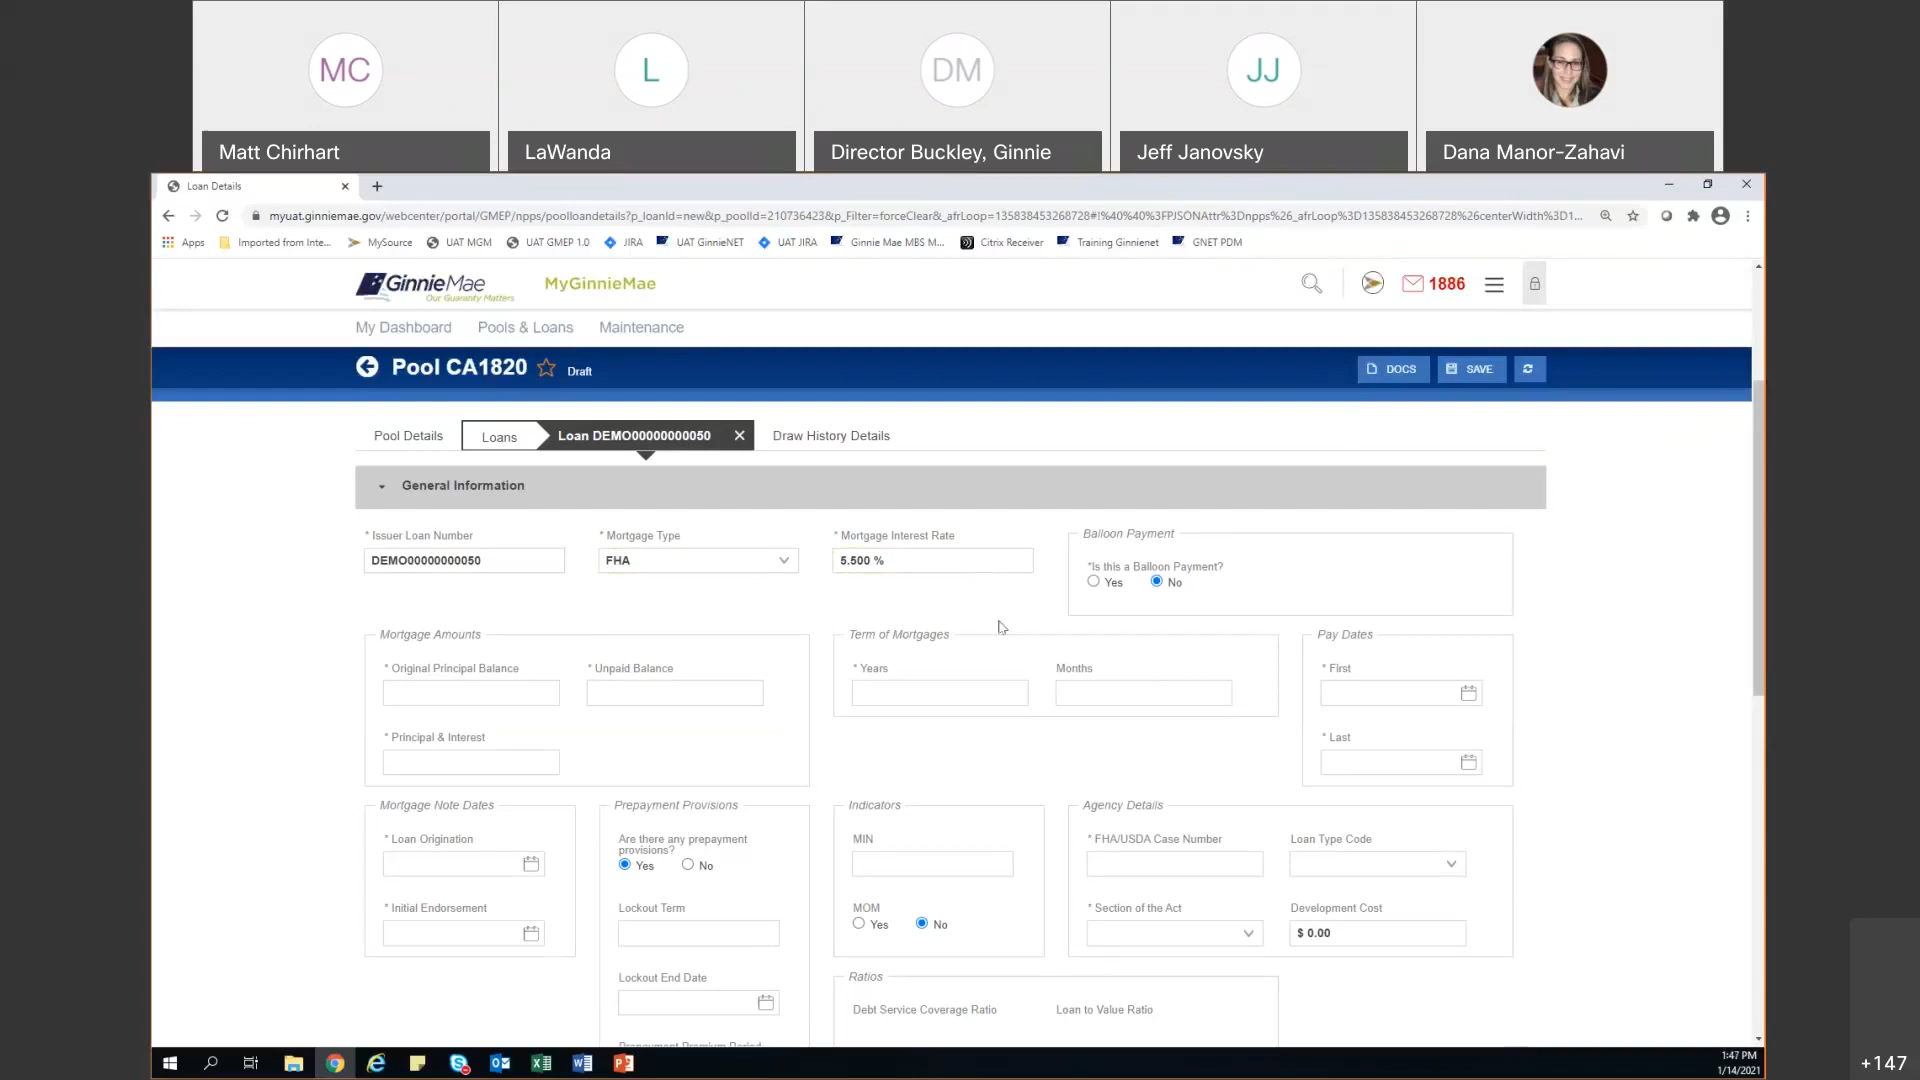 MC
L
DM
JJ
Matt Chirhart
LaWanda
Director Buckley, Ginnie
Jeff Janovsky
Dana Manor-Zahavi
Loan Details
myuat.ginniemae.gov/webcenter/portal/GMEP/npps/poolloandetails?p_loanId=new&p_poolId=210736423&p_Filter=forceClear&_afrLoop=135838453268728#!%40%40%3FPJSONAttr%3Dnpps%26_afrLoop%3D135838453268728%26centerWidth%3D1...
Apps
Imported from Inte...
MySource
UAT MGM
UAT GMEP 1.0
JIRA
UAT GinnieNET
UAT JIRA
Ginnie Mae MBS M...
Citrix Receiver
Training Ginnienet
GNET PDM
GinnieMae
Our Guaranty Matters
MyGinnieMae
1886
My Dashboard
Pools & Loans
Maintenance
Pool CA1820
Draft
DOCS
SAVE
Pool Details
Loans
Loan DEMO00000000050
Draw History Details
General Information
* Issuer Loan Number
* Mortgage Type
* Mortgage Interest Rate
Balloon Payment
DEMO00000000050
FHA
5.500 %
*Is this a Balloon Payment?
Yes
No
Mortgage Amounts
Term of Mortgages
Pay Dates
* Original Principal Balance
* Unpaid Balance
* Years
Months
* First
* Principal & Interest
* Last
Mortgage Note Dates
Prepayment Provisions
Indicators
Agency Details
* Loan Origination
Are there any prepayment
provisions?
Yes
No
MIN
* FHA/USDA Case Number
Loan Type Code
* Initial Endorsement
Lockout Term
MOM
Yes
No
* Section of the Act
Development Cost
$ 0.00
Lockout End Date
Ratios
Debt Service Coverage Ratio
Loan to Value Ratio
Prepayment Premium Period
1:47 PM
1/14/2021
+147